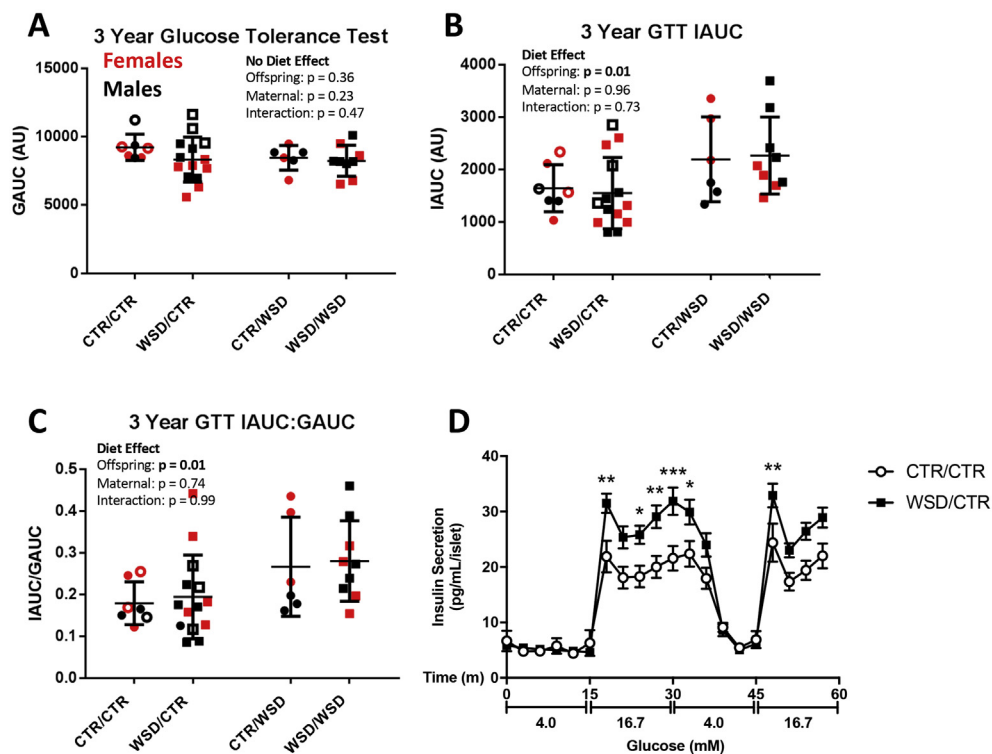 A
3 Year Glucose Tolerance Test
Females
Males
No Diet Effect
Offspring: p = 0.36
Maternal: p = 0.23
Interaction: p = 0.47
GAUC (AU)
15000
10000
5000
0
CTR/CTR
WSD/CTR
CTR/WSD
WSD/WSD
B
3 Year GTT IAUC
Diet Effect
Offspring: p = 0.01
Maternal: p = 0.96
Interaction: p = 0.73
IAUC (AU)
4000
3000
2000
1000
0
CTR/CTR
WSD/CTR
CTR/WSD
WSD/WSD
C
3 Year GTT IAUC:GAUC
Diet Effect
Offspring: p = 0.01
Maternal: p = 0.74
Interaction: p = 0.99
IAUC/GAUC
0.5
0.4
0.3
0.2
0.1
0.0
CTR/CTR
WSD/CTR
CTR/WSD
WSD/WSD
D
CTR/CTR
WSD/CTR
Insulin Secretion
(pg/mL/islet)
40
30
20
10
0
** * ** *** * **
Time (m)
0 15 30 45 60
4.0 16.7 4.0 16.7
Glucose (mM)